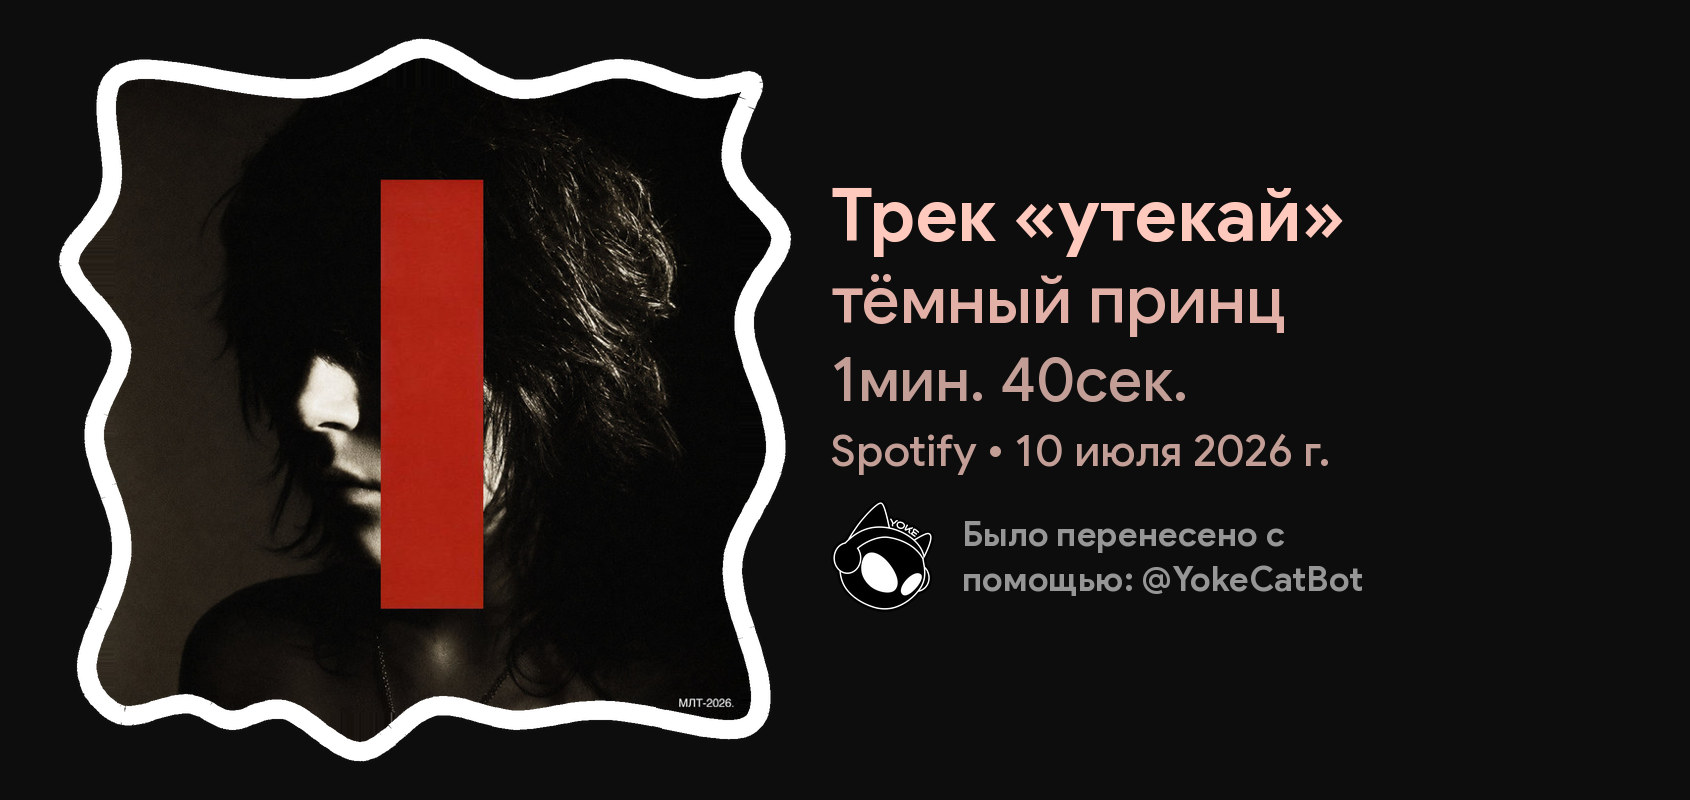 Трек «утекай»
тёмный принц
1мин. 40сек.
Spotify • 10 июля 2026 г.
YOKE
Было перенесено с
помощью: @YokeCatBot
МЛТ-2026.